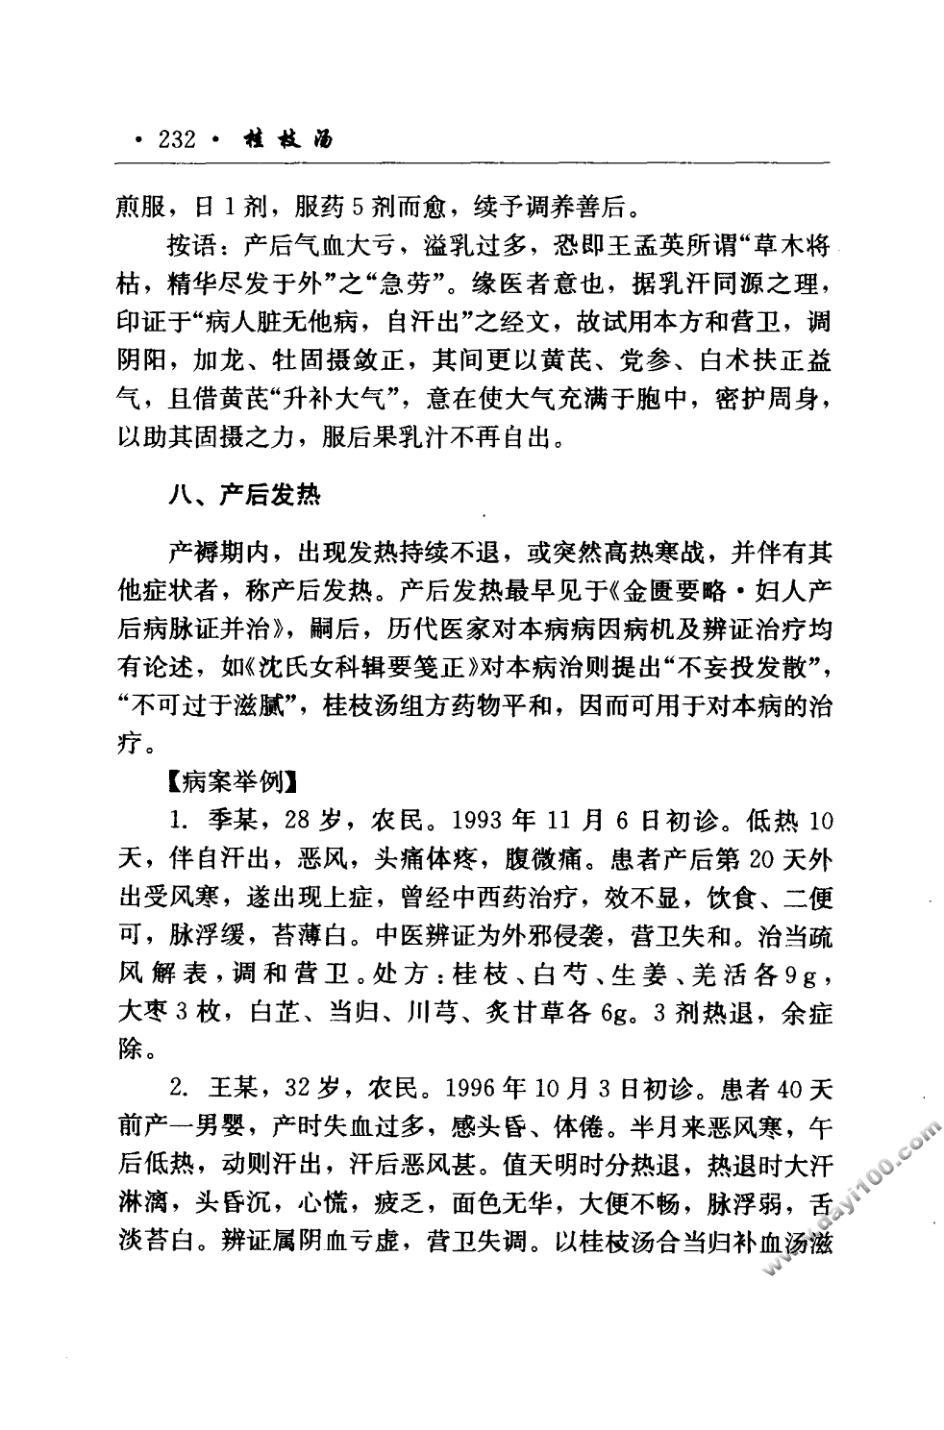 · 232 · 桂枝汤
煎服，日 1 剂，服药 5 剂而愈，续予调养善后。
按语：产后气血大亏，溢乳过多，恐即王孟英所谓“草木将
枯，精华尽发于外”之“急劳”。缘医者意也，据乳汗同源之理，
印证于“病人脏无他病，自汗出”之经文，故试用本方和营卫，调
阴阳，加龙、牡固摄敛正，其间更以黄芪、党参、白术扶正益
气，且借黄芪“升补大气”，意在使大气充满于胞中，密护周身，
以助其固摄之力，服后果乳汁不再自出。
八、产后发热
产褥期内，出现发热持续不退，或突然高热寒战，并伴有其
他症状者，称产后发热。产后发热最早见于《金匮要略·妇人产
后病脉证并治》，嗣后，历代医家对本病病因病机及辨证治疗均
有论述，如《沈氏女科辑要笺正》对本病治则提出“不妄投发散”，
“不可过于滋腻”，桂枝汤组方药物平和，因而可用于对本病的治
疗。
【病案举例】
1. 季某，28 岁，农民。1993 年 11 月 6 日初诊。低热 10
天，伴自汗出，恶风，头痛体疼，腹微痛。患者产后第 20 天外
出受风寒，遂出现上症，曾经中西药治疗，效不显，饮食、二便
可，脉浮缓，苔薄白。中医辨证为外邪侵袭，营卫失和。治当疏
风解表，调和营卫。处方：桂枝、白芍、生姜、羌活各 9g，
大枣 3 枚，白芷、当归、川芎、炙甘草各 6g。3 剂热退，余症
除。
2. 王某，32 岁，农民。1996 年 10 月 3 日初诊。患者 40 天
前产一男婴，产时失血过多，感头昏、体倦。半月来恶风寒，午
后低热，动则汗出，汗后恶风甚。值天明时分热退，热退时大汗
淋漓，头昏沉，心慌，疲乏，面色无华，大便不畅，脉浮弱，舌
淡苔白。辨证属阴血亏虚，营卫失调。以桂枝汤合当归补血汤滋
www.dayi100.com